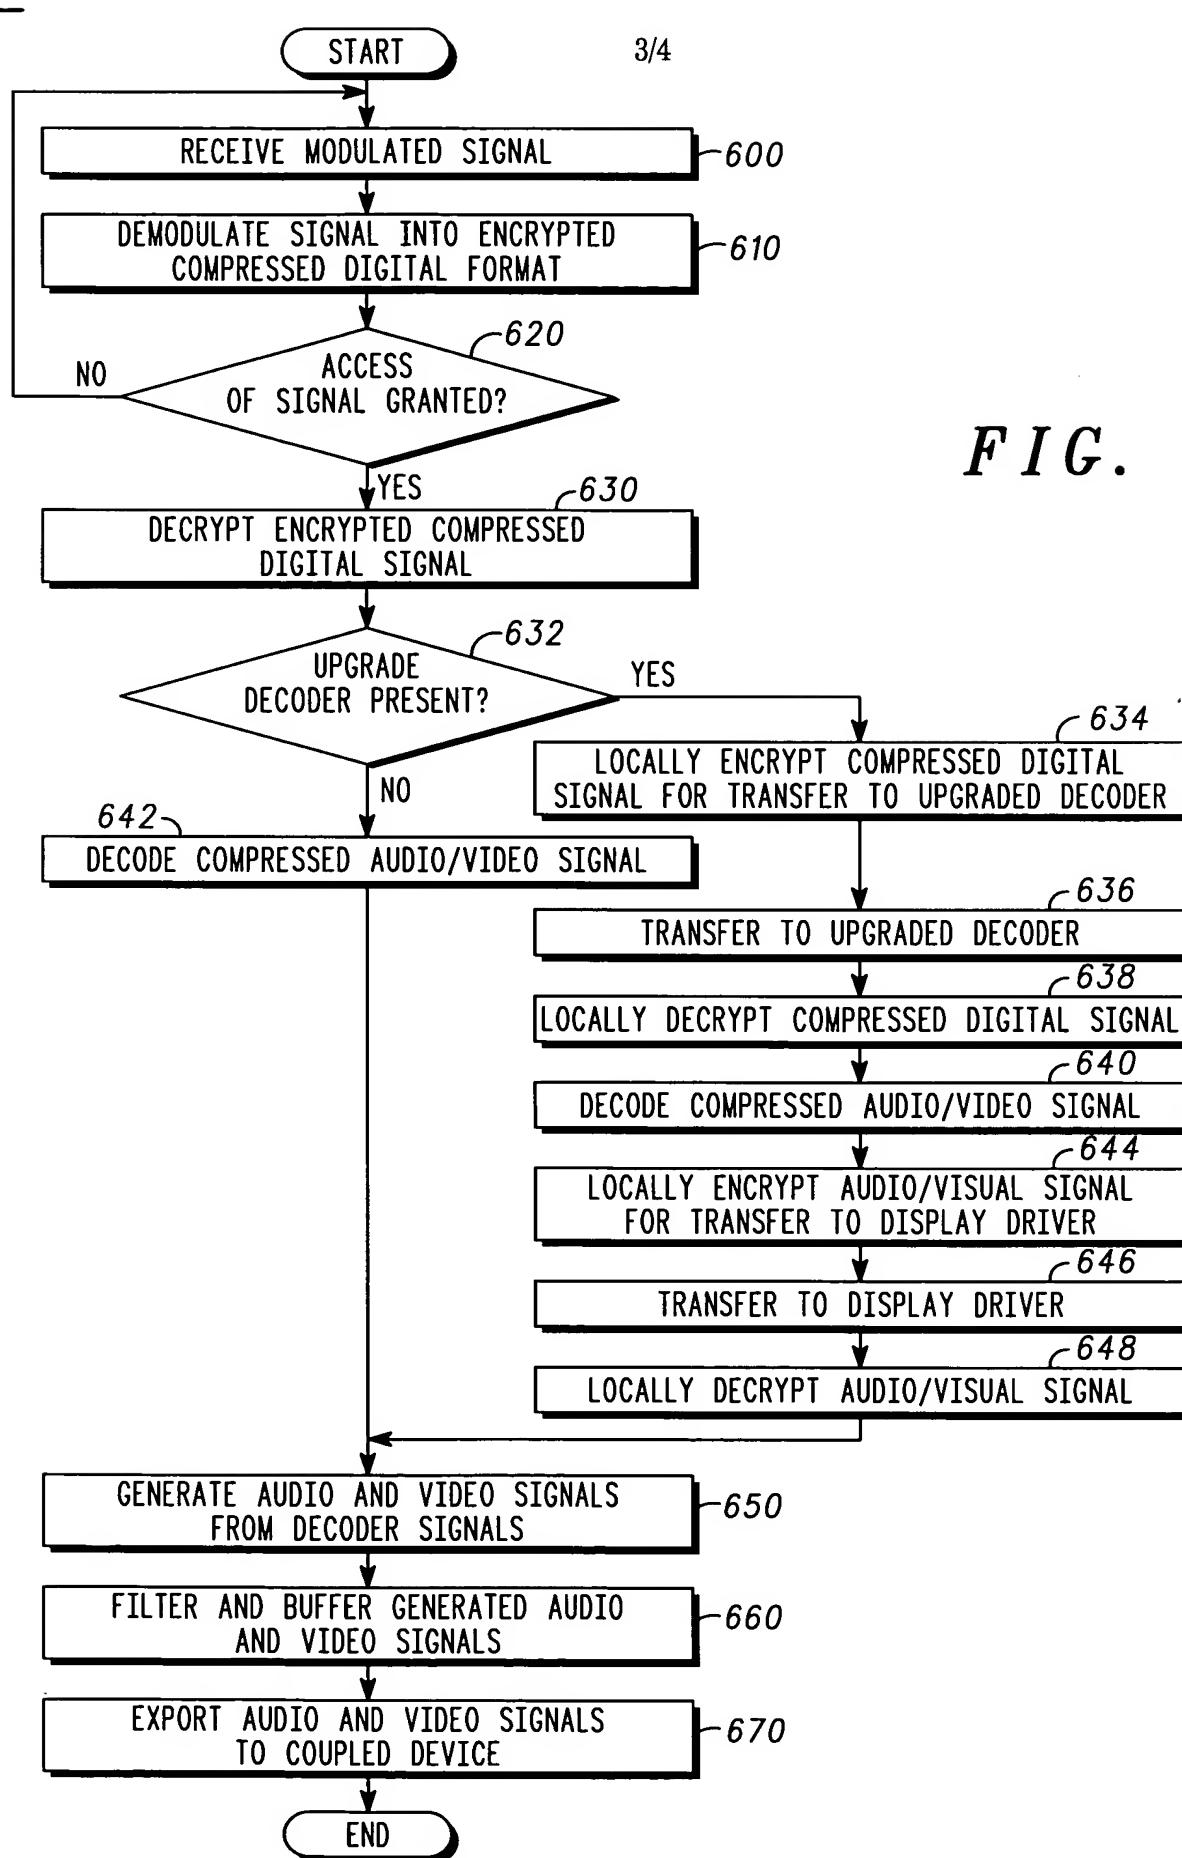 START
3/4
RECEIVE MODULATED SIGNAL
600
DEMODULATE SIGNAL INTO ENCRYPTED
COMPRESSED DIGITAL FORMAT
610
620
ACCESS
OF SIGNAL GRANTED?
NO
FIG.
YES
630
DECRYPT ENCRYPTED COMPRESSED
DIGITAL SIGNAL
632
UPGRADE
DECODER PRESENT?
YES
634
LOCALLY ENCRYPT COMPRESSED DIGITAL
SIGNAL FOR TRANSFER TO UPGRADED DECODER
NO
642
DECODE COMPRESSED AUDIO/VIDEO SIGNAL
636
TRANSFER TO UPGRADED DECODER
638
LOCALLY DECRYPT COMPRESSED DIGITAL SIGNAL
640
DECODE COMPRESSED AUDIO/VIDEO SIGNAL
644
LOCALLY ENCRYPT AUDIO/VISUAL SIGNAL
FOR TRANSFER TO DISPLAY DRIVER
646
TRANSFER TO DISPLAY DRIVER
648
LOCALLY DECRYPT AUDIO/VISUAL SIGNAL
GENERATE AUDIO AND VIDEO SIGNALS
FROM DECODER SIGNALS
650
FILTER AND BUFFER GENERATED AUDIO
AND VIDEO SIGNALS
660
EXPORT AUDIO AND VIDEO SIGNALS
TO COUPLED DEVICE
670
END